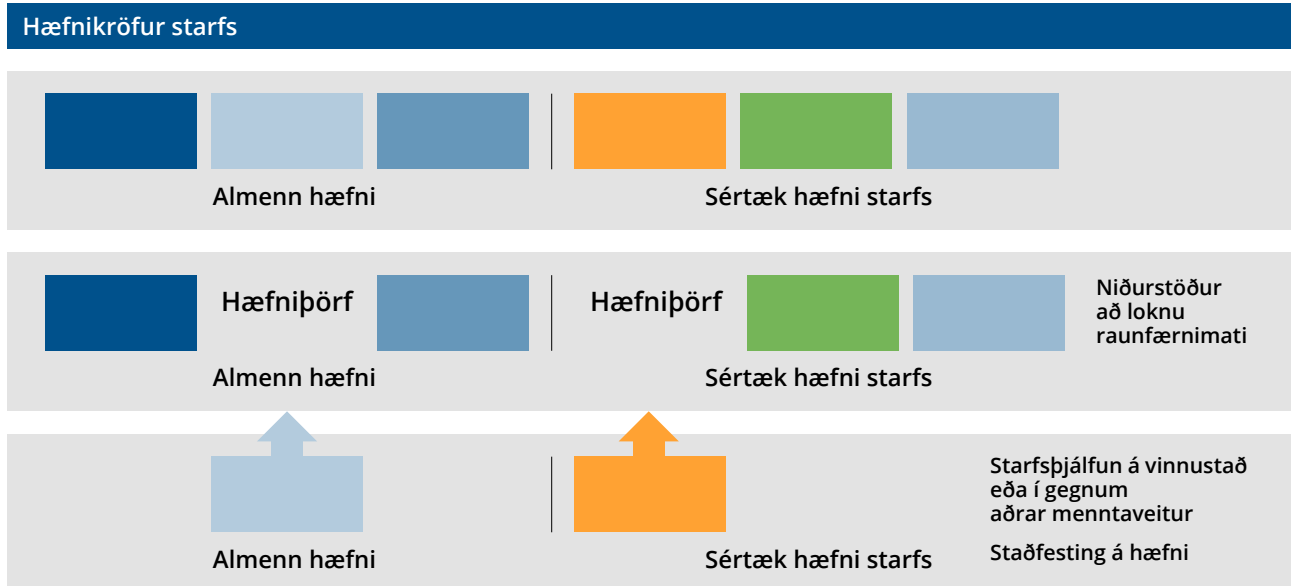 Hæfnikröfur starfs
Almenn hæfni
Sértæk hæfni starfs
Hæfniþörf
Hæfniþörf
Niðurstöður
að loknu
raunfærnimati
Almenn hæfni
Sértæk hæfni starfs
Starfsþjálfun á vinnustað
eða í gegnum
aðrar menntaveitur
Almenn hæfni
Sértæk hæfni starfs
Staðfesting á hæfni